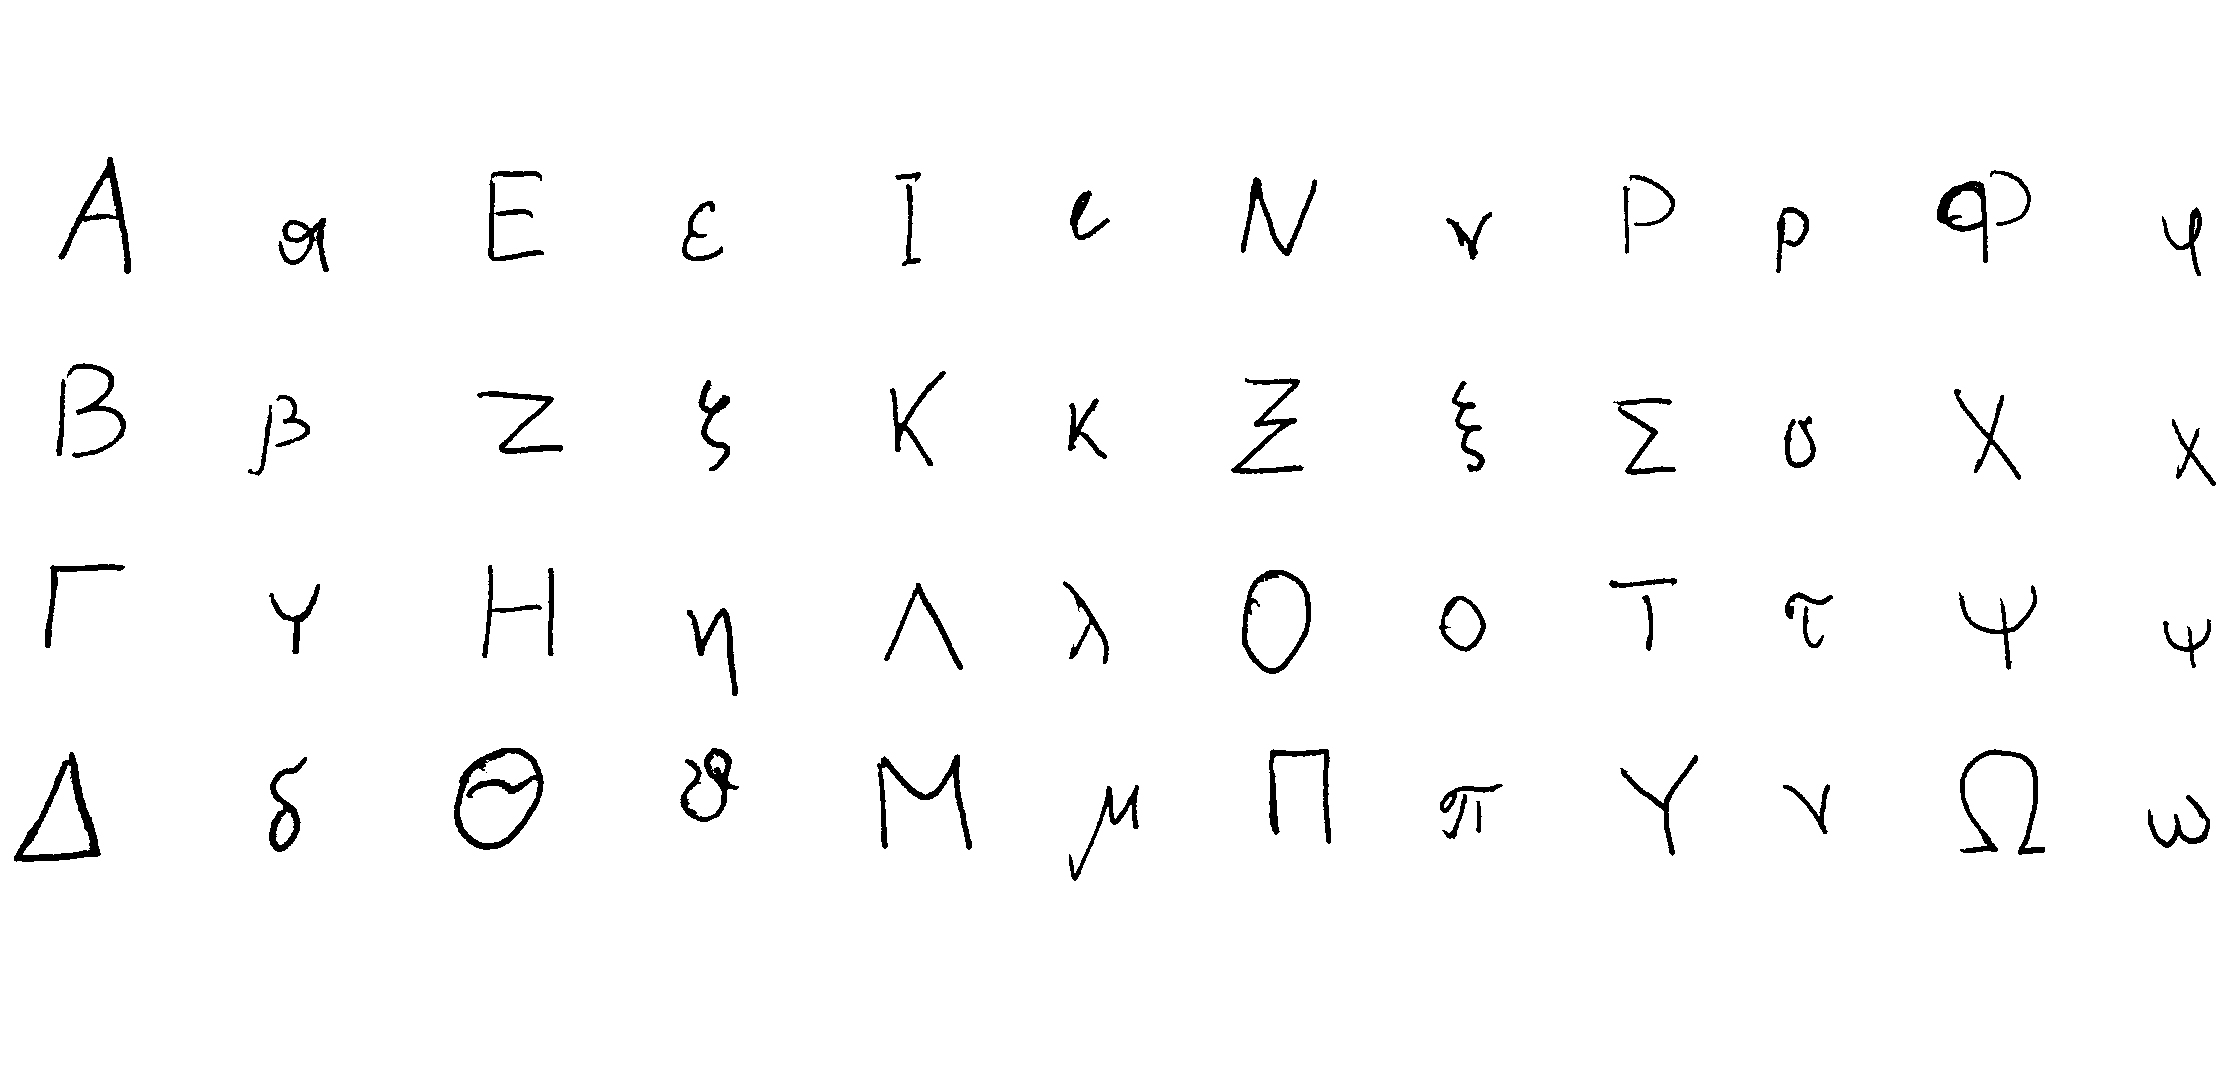 Α α Ε ε Ι ι Ν ν Ρ ρ Φ φ
Β β Ζ ζ Κ κ Ξ ξ Σ σ Χ χ
Γ γ Η η Λ λ Ο ο Τ τ Ψ ψ
Δ δ Θ ϑ Μ μ Π π Υ υ Ω ω